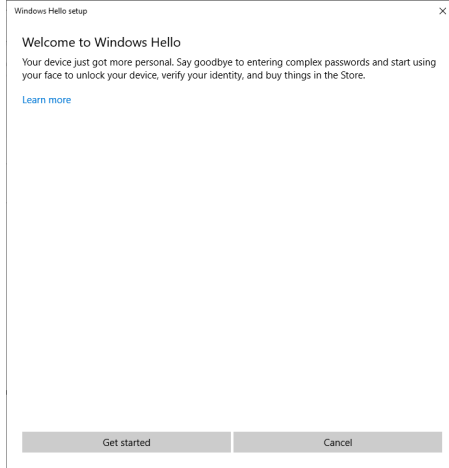 Windows Hello setup
Welcome to Windows Hello
Your device just got more personal. Say goodbye to entering complex passwords and start using
your face to unlock your device, verify your identity, and buy things in the Store.
Learn more
Get started
Cancel